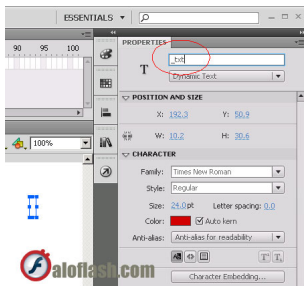 ESSENTIALS
PROPERTIES
90 95 100
_txt
T
Dynamic Text
POSITION AND SIZE
X: 192.3 Y: 50.9
W: 10.2 H: 30.6
100%
CHARACTER
Family: Times New Roman
Style: Regular
Size: 24.0 pt Letter spacing: 0.0
Color: Auto kern
Anti-alias: Anti-alias for readability
Character Embedding...
faloflash.com